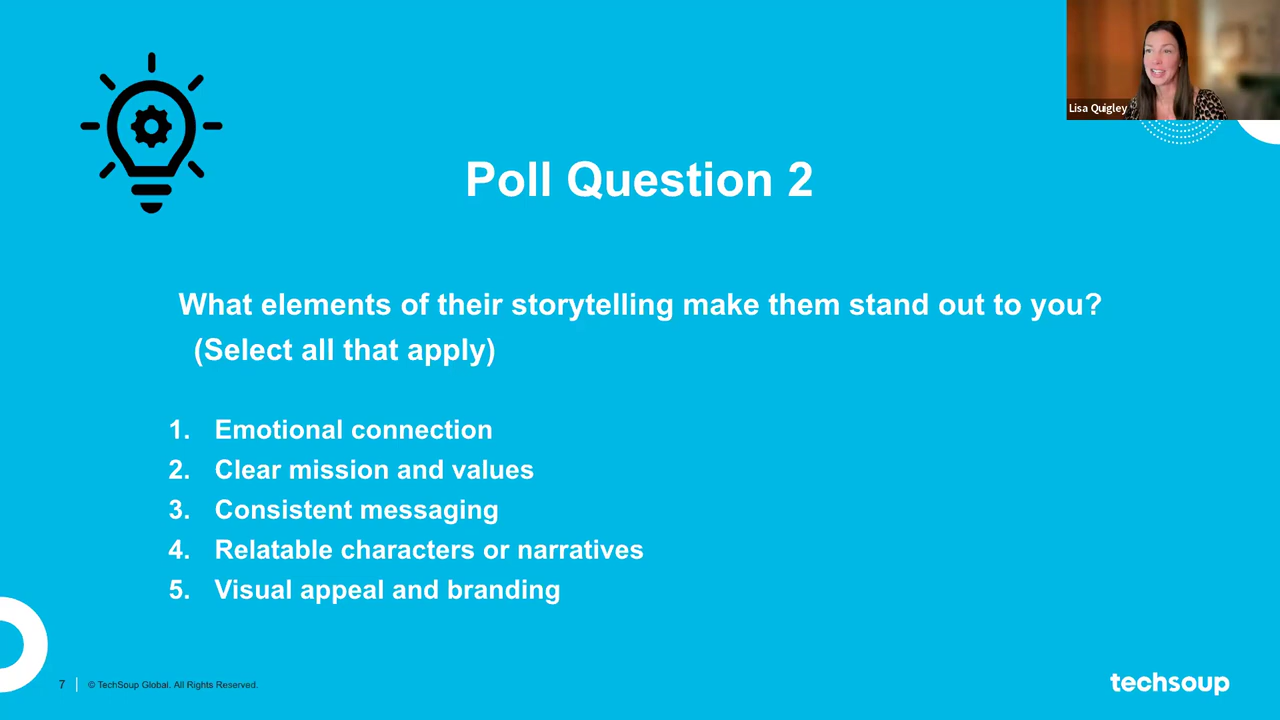 Lisa Quigley
Poll Question 2
What elements of their storytelling make them stand out to you?
(Select all that apply)
1. Emotional connection
2. Clear mission and values
3. Consistent messaging
4. Relatable characters or narratives
5. Visual appeal and branding
7 © TechSoup Global. All Rights Reserved.
techsoup